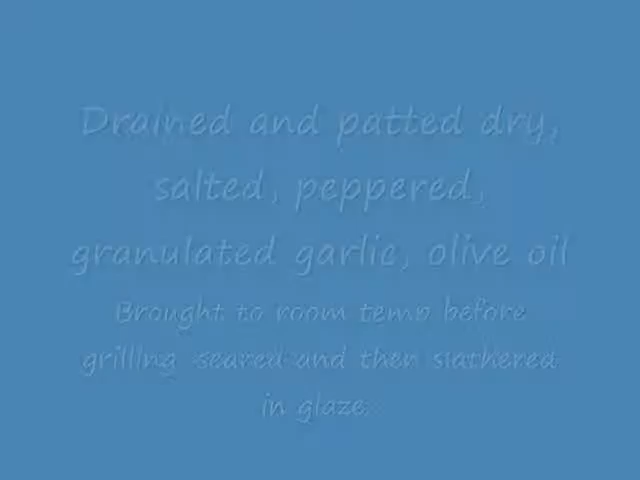 Drained and patted dry,
salted, peppered,
granulated garlic, olive oil
Brought to room temp before
grilling seared and then slathered
in glaze